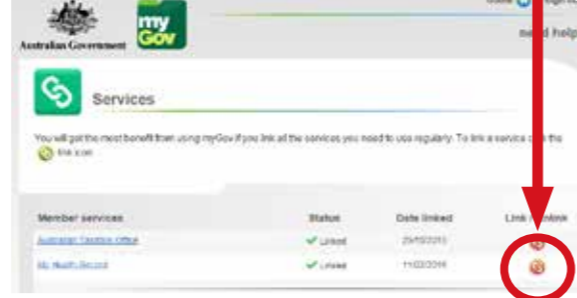 my
Gov
Australian Government
need help
Services
You will get the most benefit from using myGov if you link all the services you need to use regularly. To link a service click the
link icon
Member services Status Date linked Link / unlink
Australian Taxation Office Linked
My Health Record Linked